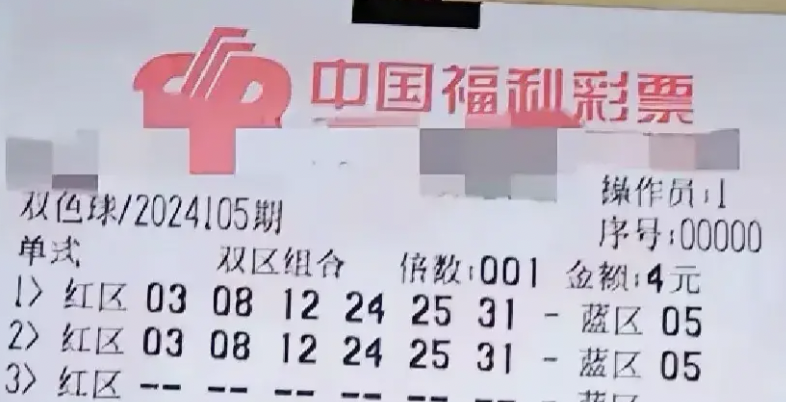 中国福利彩票
操作员:1
双色球/2024105期
序号:00000
单式 双区组合 倍数:001 金额:4元
1> 红区 03 08 12 24 25 31 - 蓝区 05
2> 红区 03 08 12 24 25 31 - 蓝区 05
3> 红区 -- -- -- -- -- -- - 蓝区